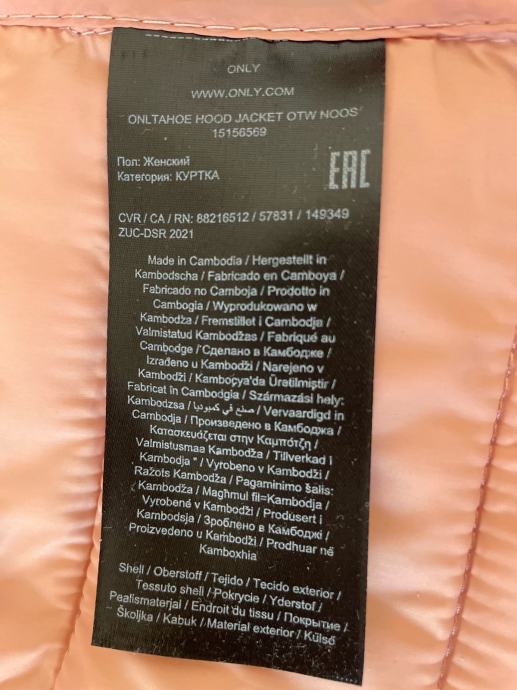 ONLY
WWW.ONLY.COM
ONLTAHOE HOOD JACKET OTW NOOS
15156569
Пол: Женский
Категория: КУРТКА
EAC
CVR / CA / RN: 88216512 / 57831 / 149349
ZUC-DSR 2021
Made in Cambodia / Hergestellt in
Kambodscha / Fabricado en Camboya /
Fabricado no Camboja / Prodotto in
Cambogia / Wyprodukowano w
Kambodża / Fremstillet i Cambodja /
Valmistatud Kambodžas / Fabriqué au
Cambodge / Сделано в Камбодже /
Izrađeno u Kambodži / Narejeno v
Kambodži / Kamboçya'da Üretilmiştir /
Fabricat în Cambodgia / Származási hely:
Kambodzsa / صنع في كمبوديا / Vervaardigd in
Cambodja / Произведено в Камбоджа /
Κατασκευάζεται στην Καμπότζη /
Valmistusmaa Kambodža / Tillverkad i
Kambodja " / Vyrobeno v Kambodži /
Ražots Kambodža / Pagaminimo šalis:
Kambodža / Magħmul fil=Kambodja /
Vyrobené v Kambodži / Produsert i
Kambodsja / Зроблено в Камбоджі /
Proizvedeno u Kambodži / Prodhuar në
Kamboxhia
Shell / Oberstoff / Tejido / Tecido exterior /
Tessuto shell / Pokrycie / Yderstof /
Pealismaterjal / Endroit du tissu / Покрытие /
Školjka / Kabuk / Material exterior / Külső